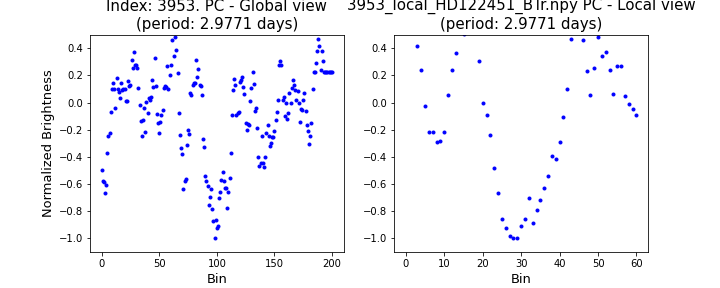 Index: 3953. PC - Global view
(period: 2.9771 days)
3953_local_HD122451_BTr.npy PC - Local view
(period: 2.9771 days)
Normalized Brightness
0.4
0.2
0.0
−0.2
−0.4
−0.6
−0.8
−1.0
0 50 100 150 200
Bin
0.4
0.2
0.0
−0.2
−0.4
−0.6
−0.8
−1.0
0 10 20 30 40 50 60
Bin